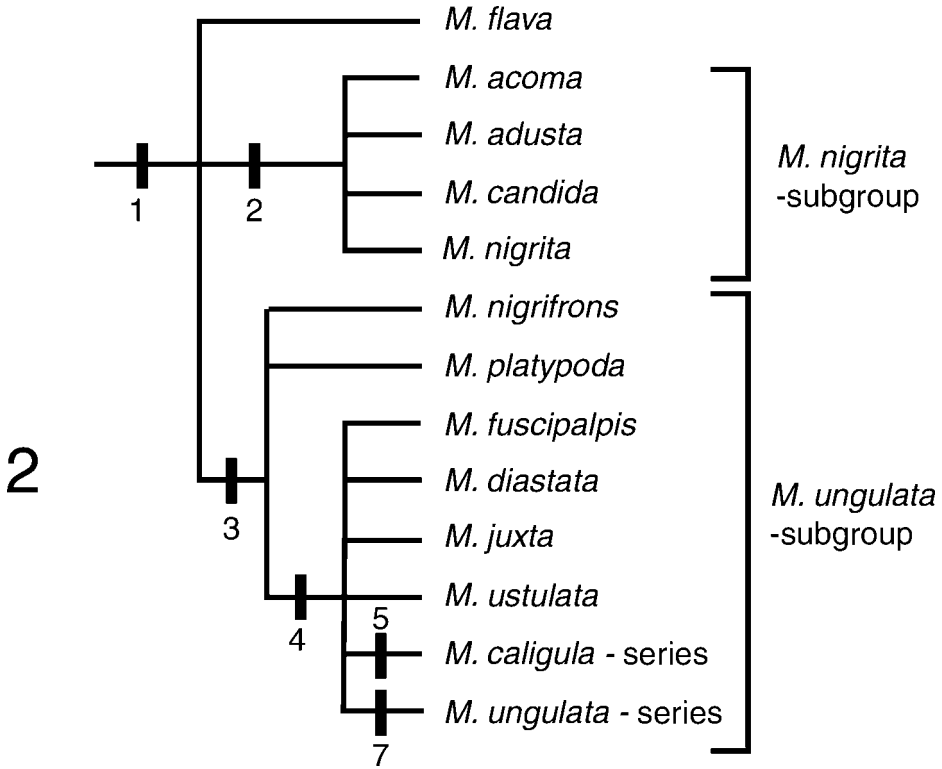 M. flava
M. acoma
M. adusta
M. candida
M. nigrita
M. nigrita
-subgroup
1
2
M. nigrifrons
M. platypoda
M. fuscipalpis
M. diastata
M. juxta
M. ustulata
M. caligula - series
M. ungulata - series
M. ungulata
-subgroup
3
4
5
7
2